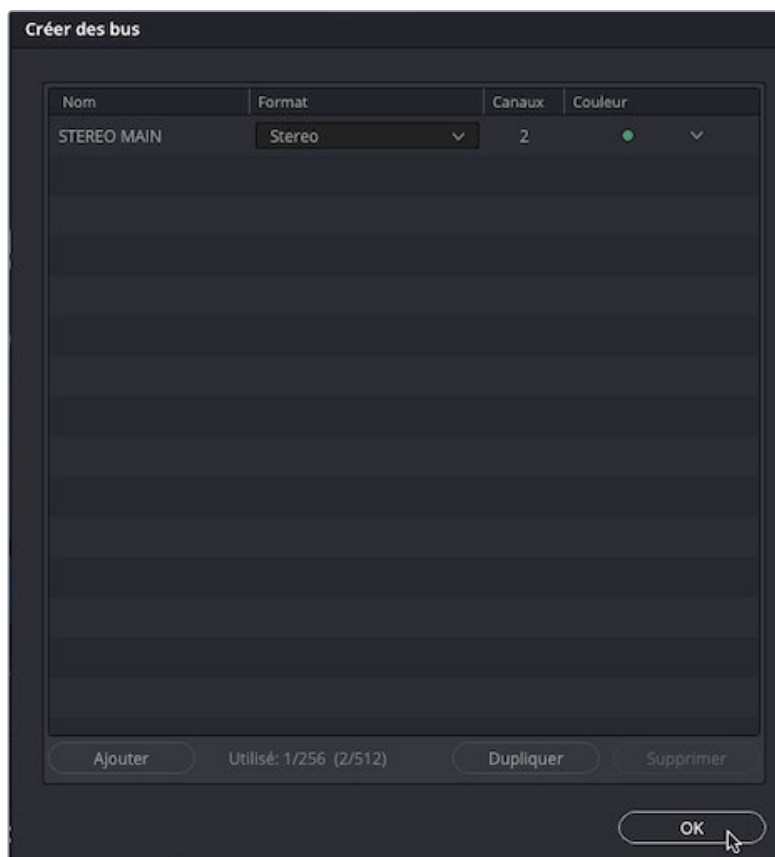 Créer des bus
Nom Format Canaux Couleur
STEREO MAIN Stereo 2
Ajouter Utilisé: 1/256 (2/512) Dupliquer Supprimer
OK